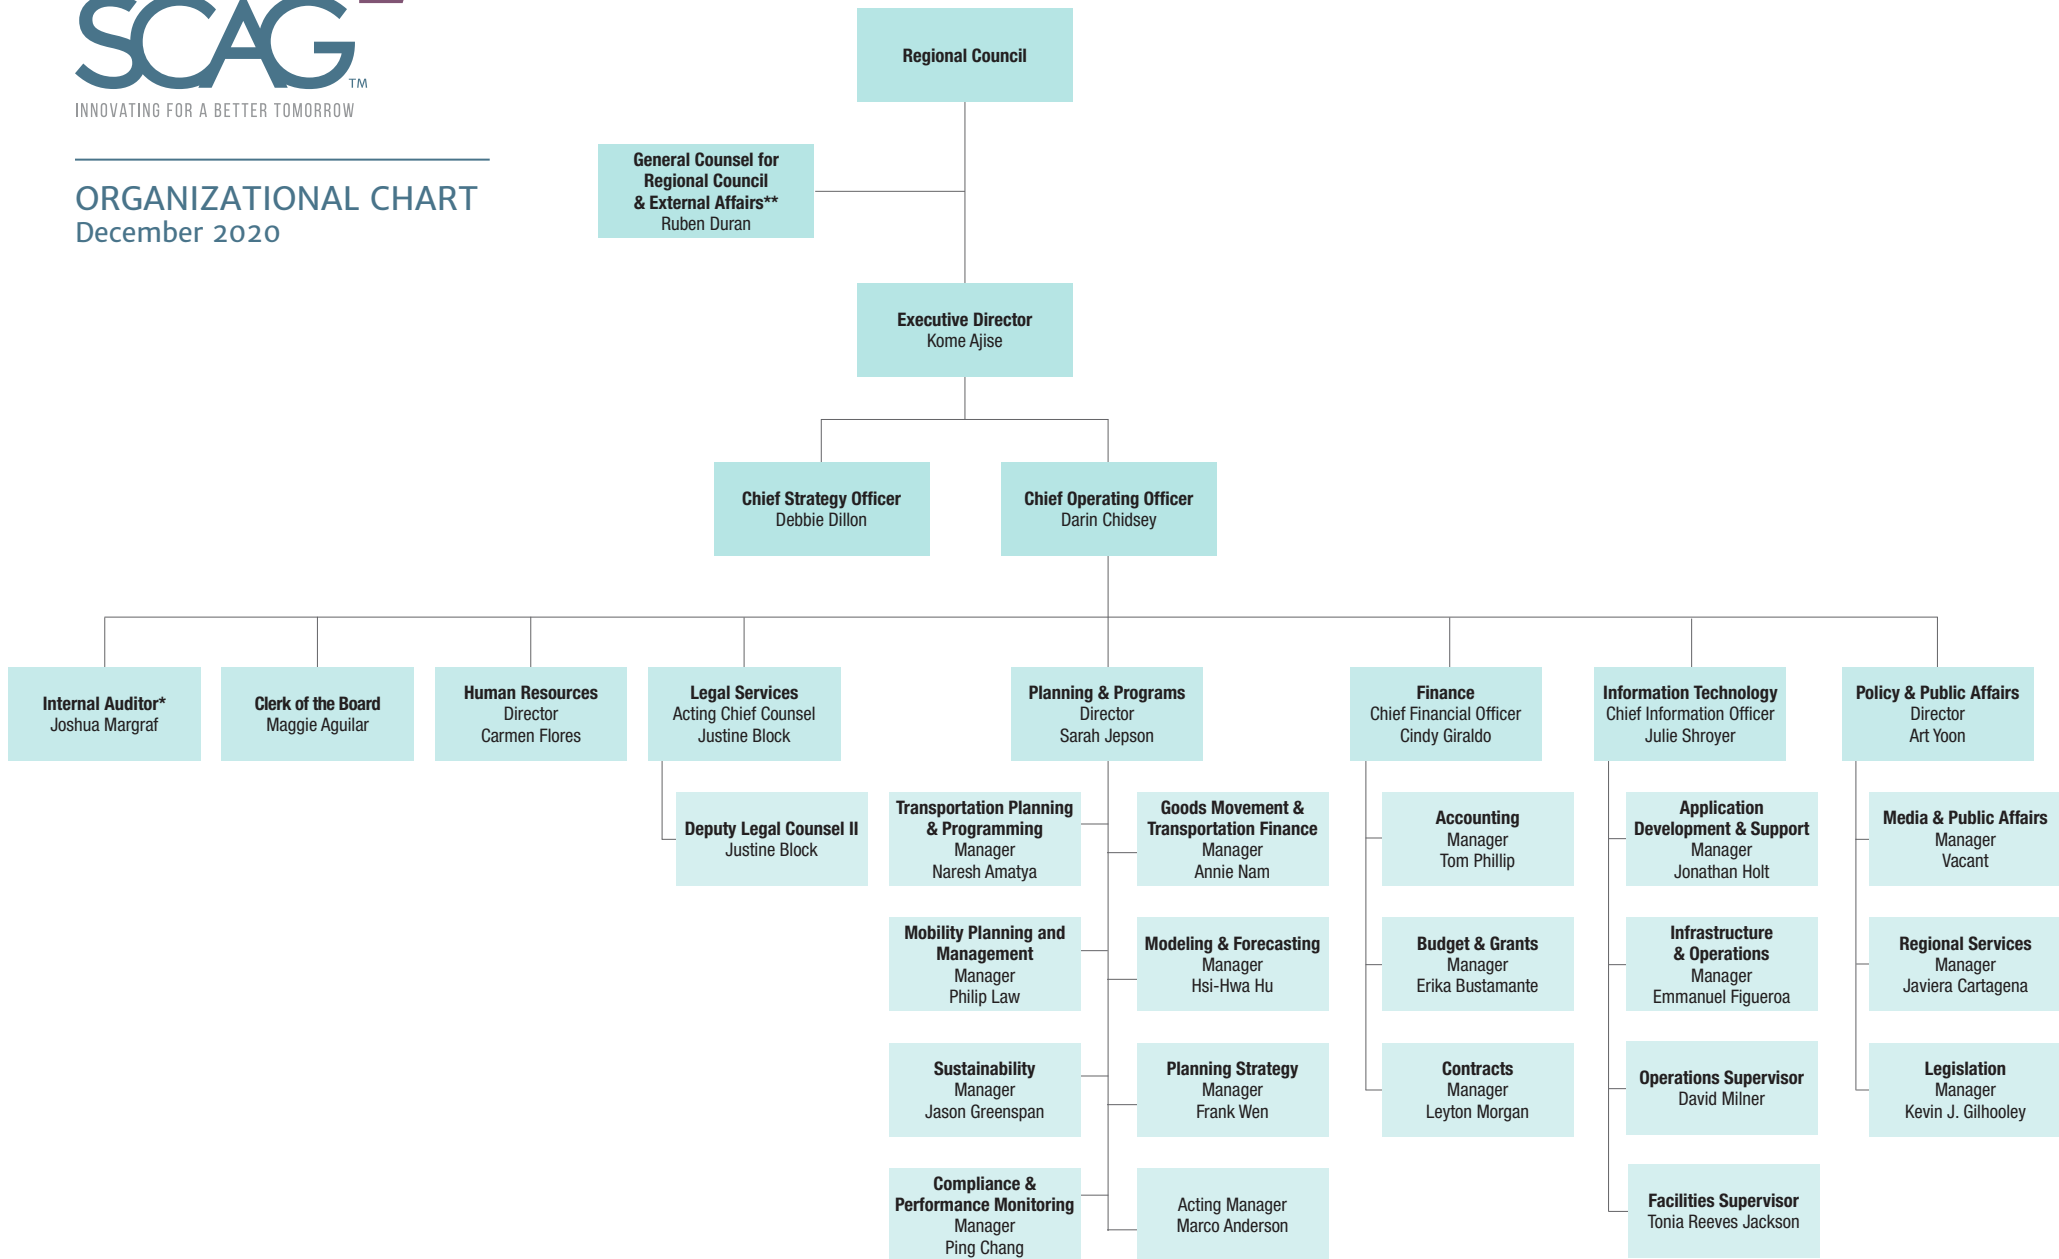 SCAG™
INNOVATING FOR A BETTER TOMORROW
ORGANIZATIONAL CHART
December 2020
Regional Council
General Counsel for
Regional Council
& External Affairs**
Ruben Duran
Executive Director
Kome Ajise
Chief Strategy Officer
Debbie Dillon
Chief Operating Officer
Darin Chidsey
Internal Auditor*
Joshua Margraf
Clerk of the Board
Maggie Aguilar
Human Resources
Director
Carmen Flores
Legal Services
Acting Chief Counsel
Justine Block
Deputy Legal Counsel II
Justine Block
Planning & Programs
Director
Sarah Jepson
Transportation Planning
& Programming
Manager
Naresh Amatya
Goods Movement &
Transportation Finance
Manager
Annie Nam
Mobility Planning and
Management
Manager
Philip Law
Modeling & Forecasting
Manager
Hsi-Hwa Hu
Sustainability
Manager
Jason Greenspan
Planning Strategy
Manager
Frank Wen
Compliance &
Performance Monitoring
Manager
Ping Chang
Acting Manager
Marco Anderson
Finance
Chief Financial Officer
Cindy Giraldo
Accounting
Manager
Tom Phillip
Budget & Grants
Manager
Erika Bustamante
Contracts
Manager
Leyton Morgan
Information Technology
Chief Information Officer
Julie Shroyer
Application
Development & Support
Manager
Jonathan Holt
Infrastructure
& Operations
Manager
Emmanuel Figueroa
Operations Supervisor
David Milner
Facilities Supervisor
Tonia Reeves Jackson
Policy & Public Affairs
Director
Art Yoon
Media & Public Affairs
Manager
Vacant
Regional Services
Manager
Javiera Cartagena
Legislation
Manager
Kevin J. Gilhooley